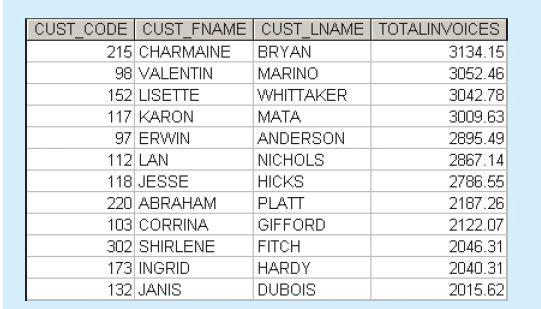 CUST_CODE CUST_FNAME CUST_LNAME TOTALINVOICES
215 CHARMAINE BRYAN 3134.15
98 VALENTIN MARINO 3052.46
152 LISETTE WHITTAKER 3042.78
117 KARON MATA 3009.63
97 ERWIN ANDERSON 2895.49
112 LAN NICHOLS 2867.14
118 JESSE HICKS 2786.55
220 ABRAHAM PLATT 2187.26
103 CORRINA GIFFORD 2122.07
302 SHIRLENE FITCH 2046.31
173 INGRID HARDY 2040.31
132 JANIS DUBOIS 2015.62